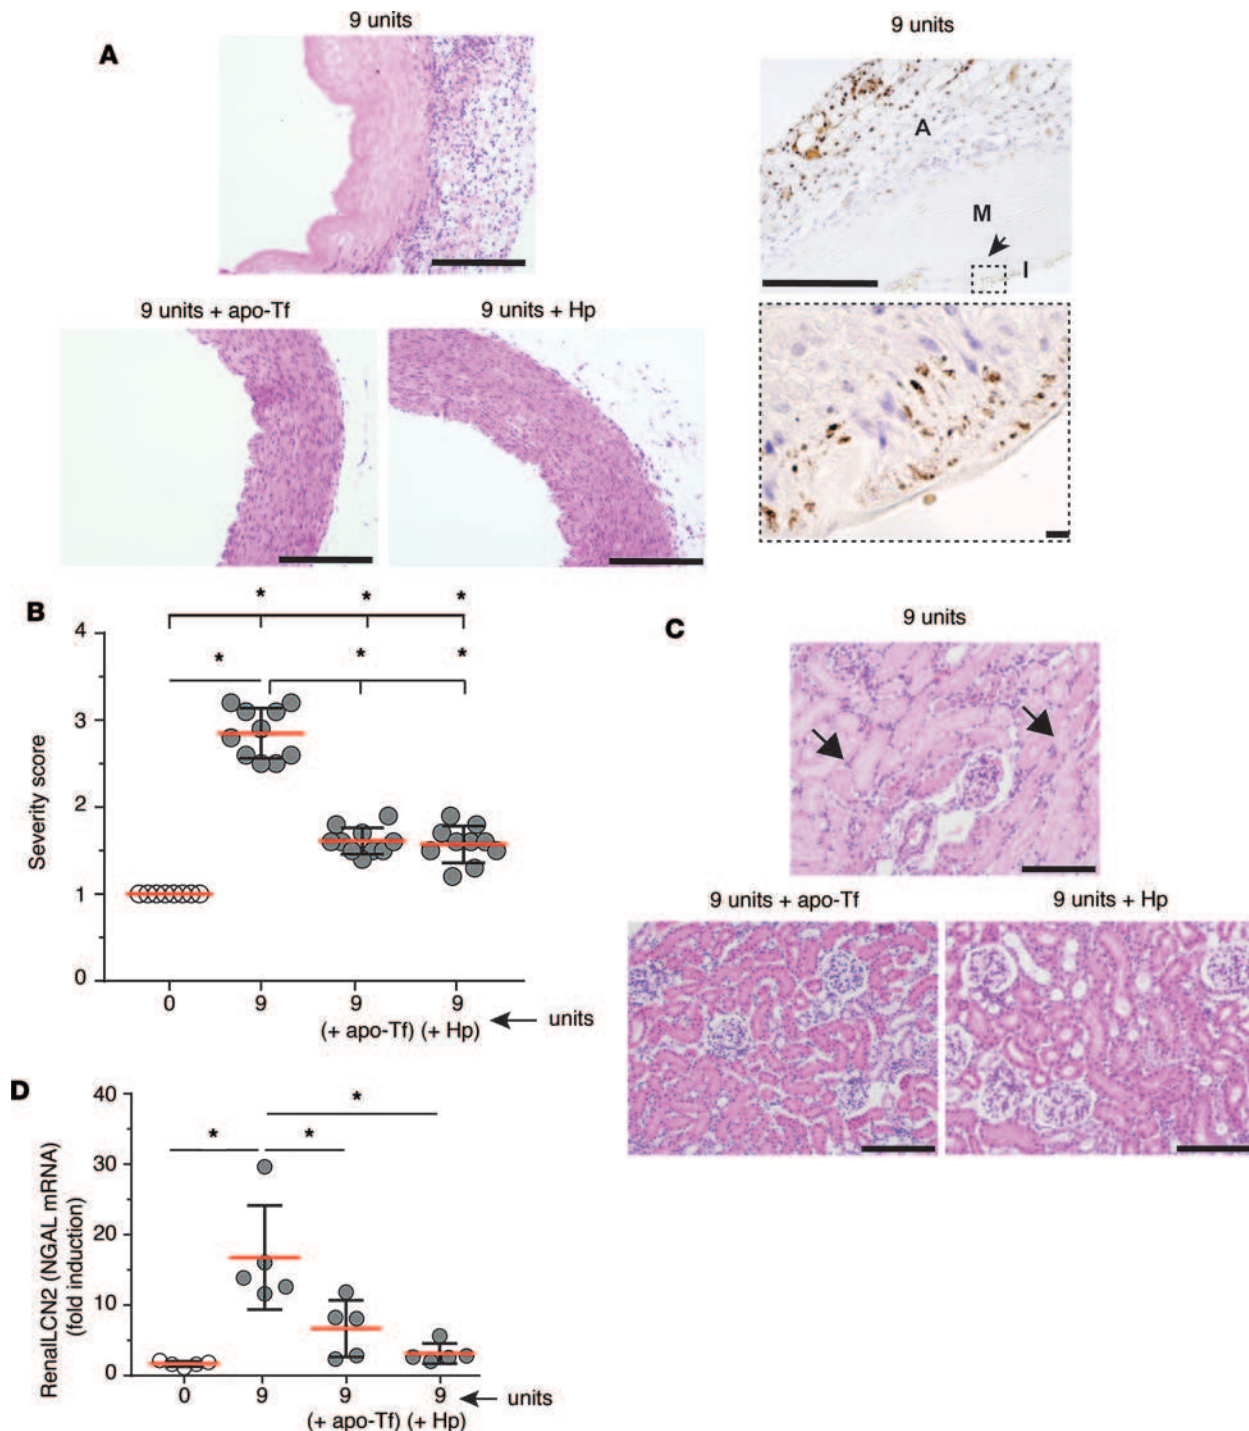 A
9 units
9 units
A
M
I
9 units + apo-Tf
9 units + Hp
B
* * *
* * *
Severity score
4
3
2
1
0
0 9 9 9
(+ apo-Tf) (+ Hp)
units
C
9 units
9 units + apo-Tf
9 units + Hp
D
*
* *
RenalLCN2 (NGAL mRNA)
(fold induction)
40
30
20
10
0
0 9 9 9
(+ apo-Tf) (+ Hp)
units